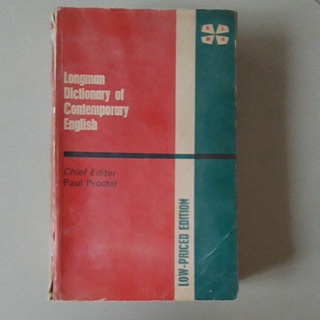 Longman
Dictionary of
Contemporary
English
Chief Editor
Paul Procter
LOW-PRICED EDITION
E L
B S